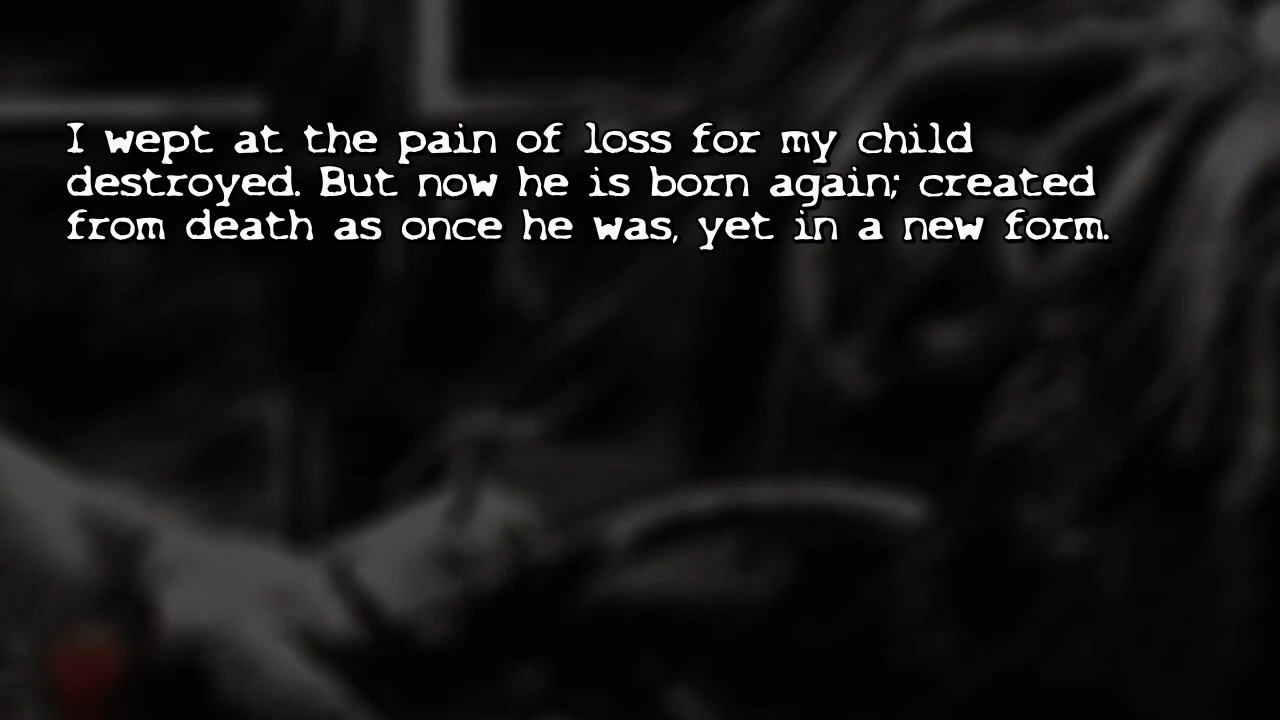 I wept at the pain of loss for my child
destroyed. But now he is born again; created
from death as once he was, yet in a new form.